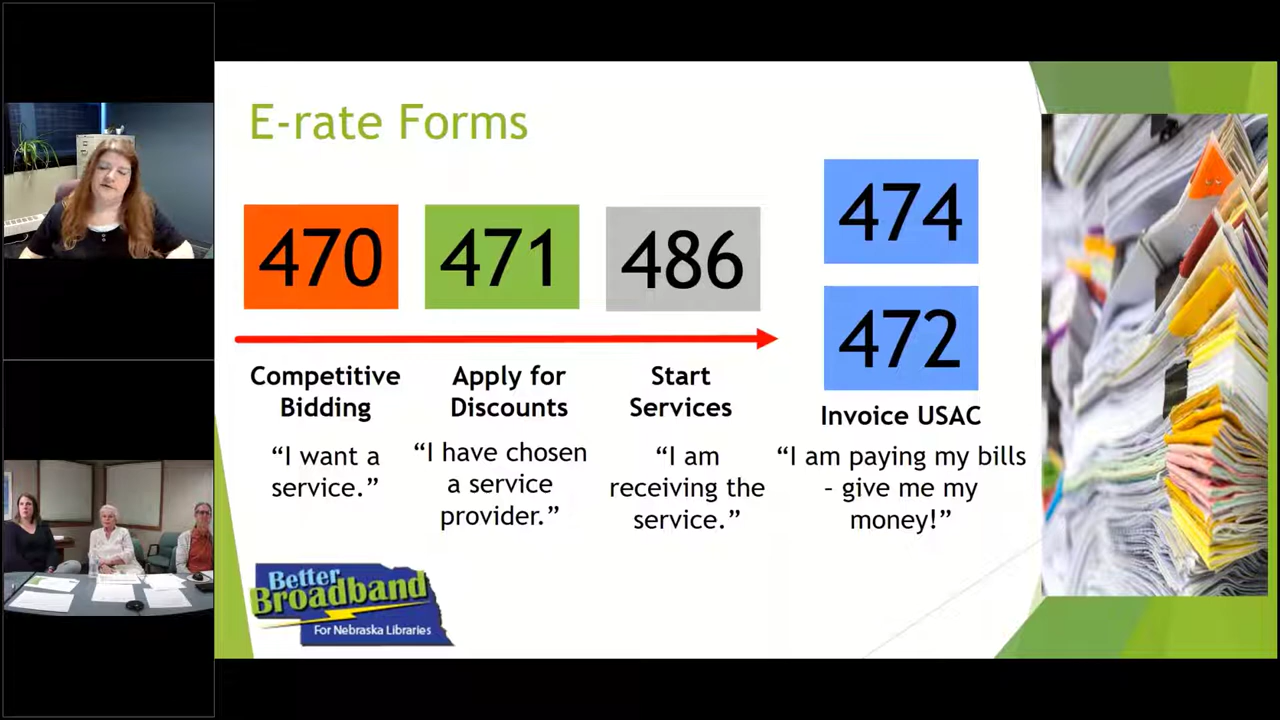 E-rate Forms
470
471
486
474
472
Competitive
Bidding
"I want a
service."
Apply for
Discounts
"I have chosen
a service
provider."
Start
Services
"I am
receiving the
service."
Invoice USAC
"I am paying my bills
– give me my
money!"
Better
Broadband
For Nebraska Libraries